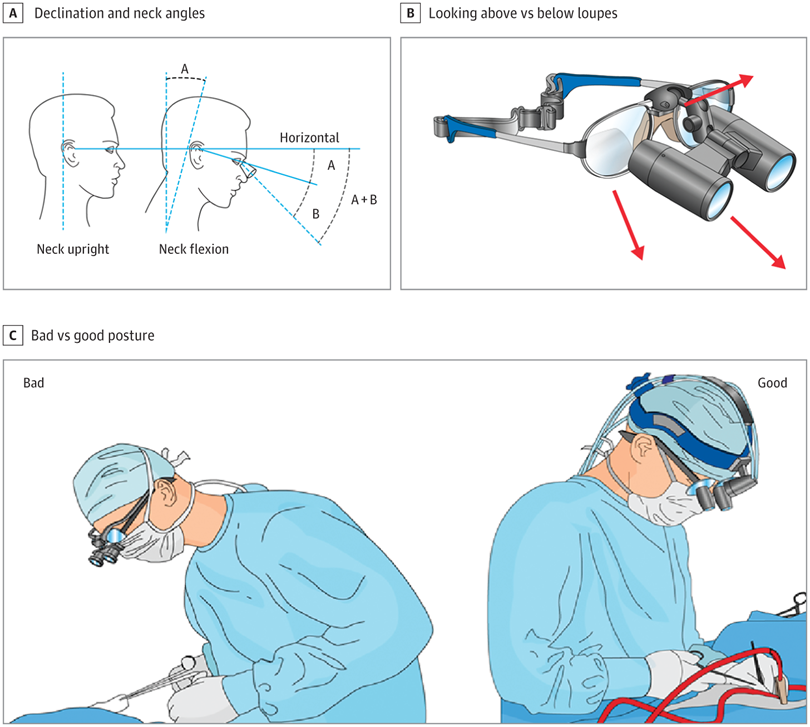 A Declination and neck angles
A
Horizontal
A
B
A + B
Neck upright
Neck flexion
B Looking above vs below loupes
C Bad vs good posture
Bad
Good